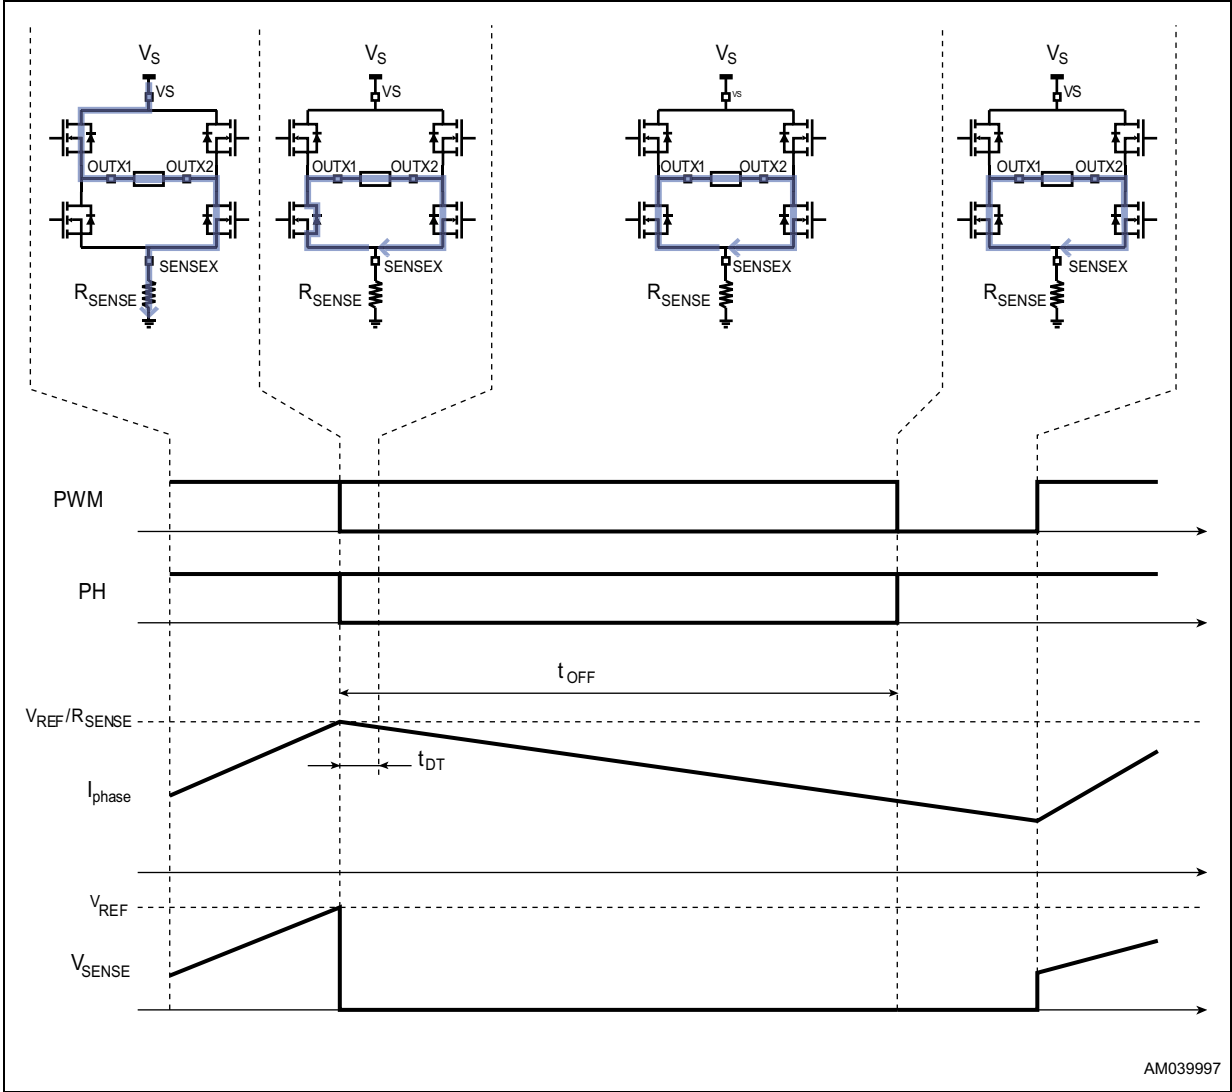 VS VS VS VS
VS VS VS VS
OUTX1 OUTX2 OUTX1 OUTX2 OUTX1 OUTX2 OUTX1 OUTX2
SENSEX SENSEX SENSEX SENSEX
RSENSE RSENSE RSENSE RSENSE
PWM
PH
tOFF
VREF/RSENSE
tDT
Iphase
VREF
VSENSE
AM039997